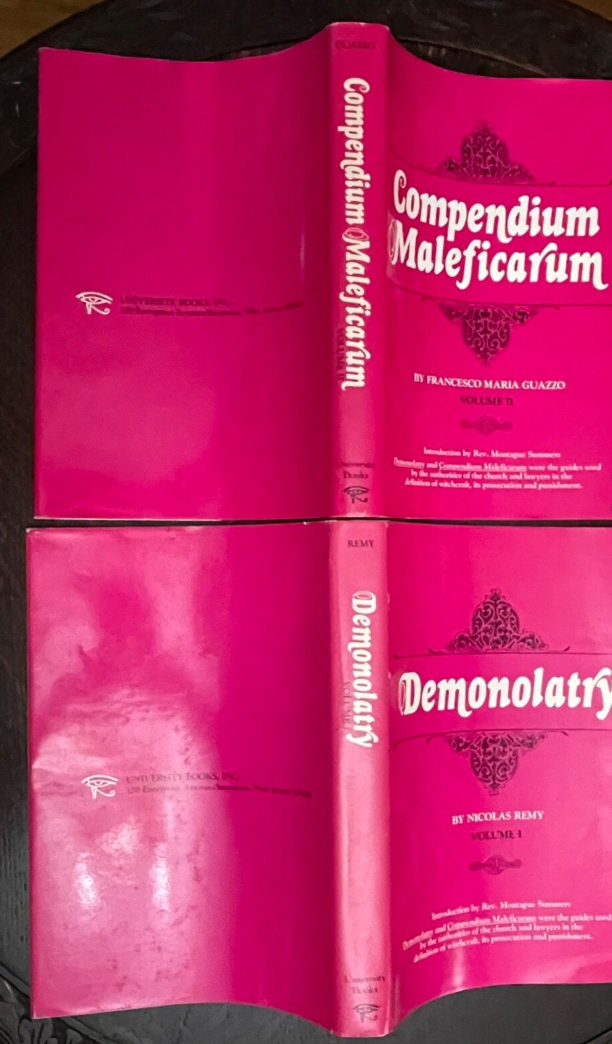 Compendium Maleficarum
University
Books
UNIVERSITY BOOKS, INC.
Compendium
Maleficarum
BY FRANCESCO MARIA GUAZZO
VOLUME II
Introduction by Rev. Montague Summers
Demonolatry and Compendium Maleficarum were the guides used
by the authorities of the church and lawyers in the
definition of witchcraft, its prosecution and punishment.
REMY
Demonolatry
University
Books
UNIVERSITY BOOKS, INC.
Demonolatry
BY NICOLAS REMY
VOLUME I
Introduction by Rev. Montague Summers
Demonolatry and Compendium Maleficarum were the guides used
by the authorities of the church and lawyers in the
definition of witchcraft, its prosecution and punishment.